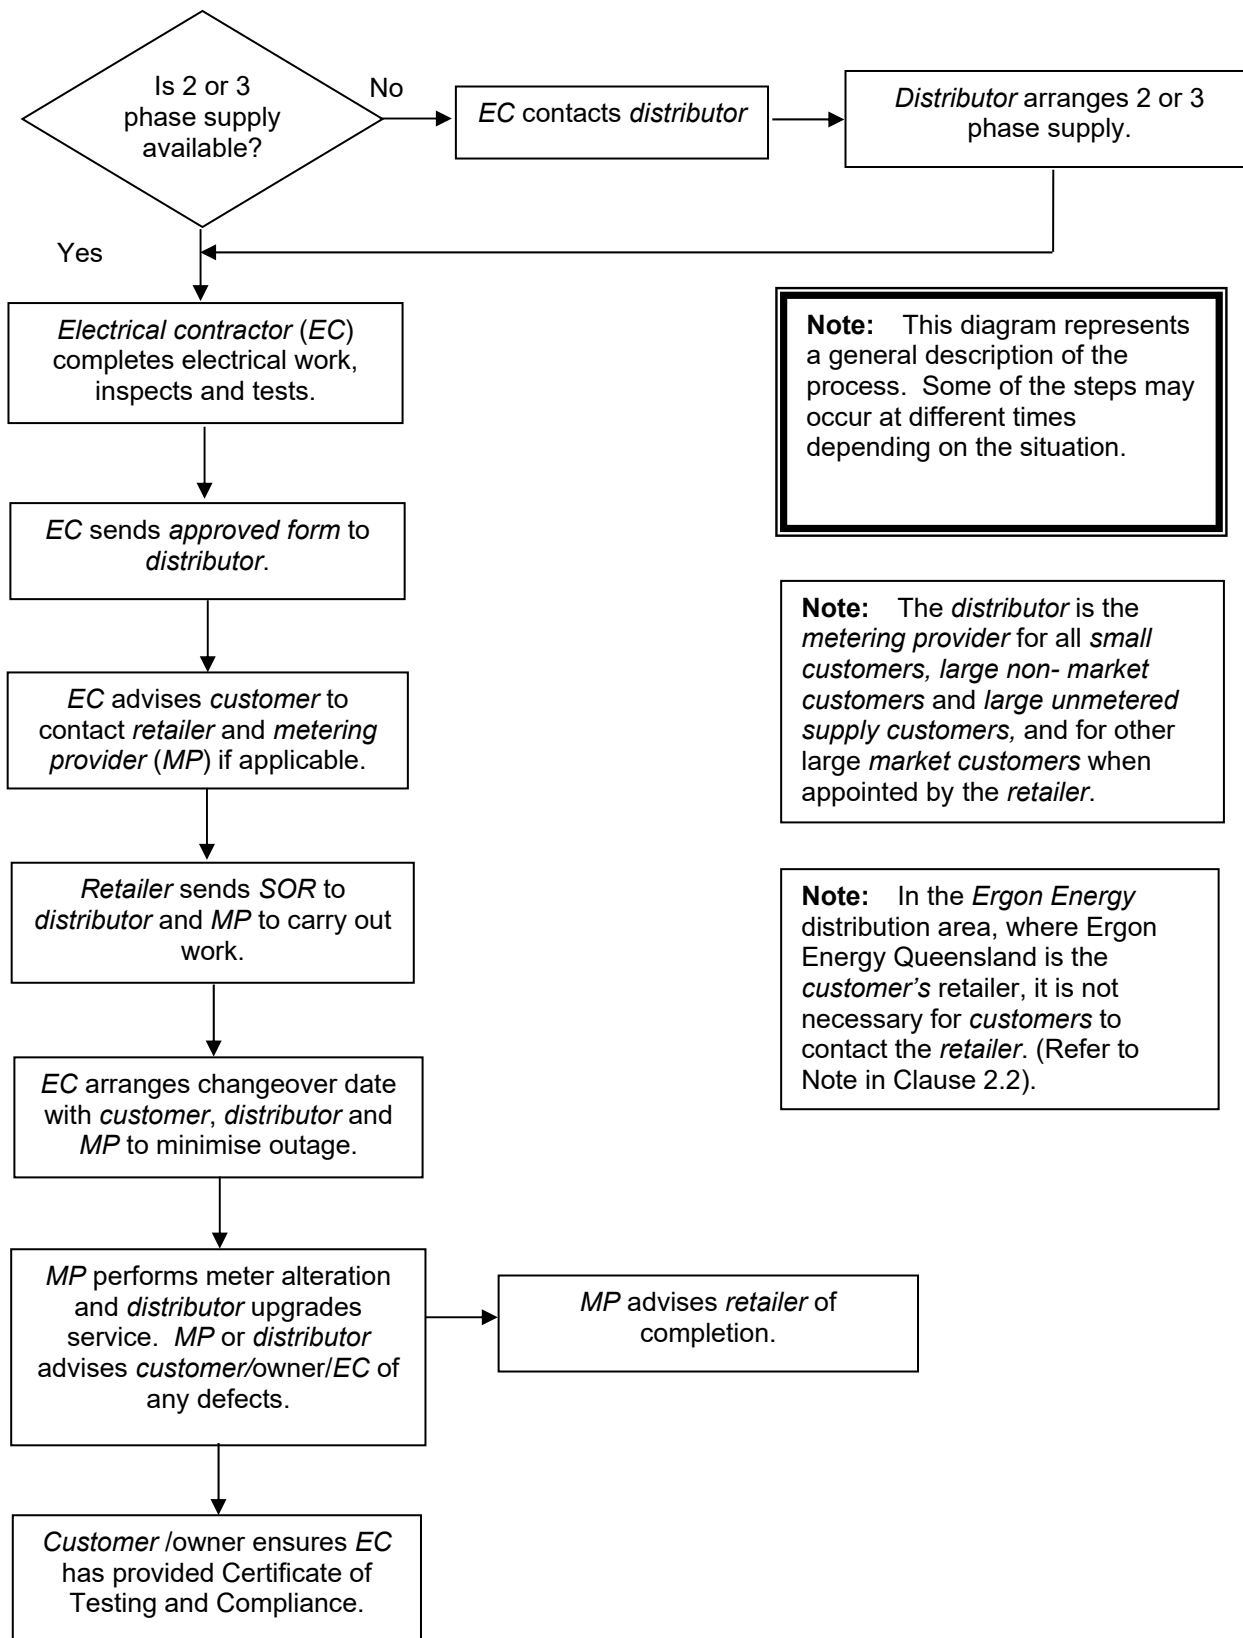 Is 2 or 3
phase supply
available?
No
EC contacts distributor
Distributor arranges 2 or 3
phase supply.
Yes
Electrical contractor (EC)
completes electrical work,
inspects and tests.
Note: This diagram represents
a general description of the
process. Some of the steps may
occur at different times
depending on the situation.
EC sends approved form to
distributor.
Note: The distributor is the
metering provider for all small
customers, large non- market
customers and large unmetered
supply customers, and for other
large market customers when
appointed by the retailer.
EC advises customer to
contact retailer and metering
provider (MP) if applicable.
Retailer sends SOR to
distributor and MP to carry out
work.
Note: In the Ergon Energy
distribution area, where Ergon
Energy Queensland is the
customer's retailer, it is not
necessary for customers to
contact the retailer. (Refer to
Note in Clause 2.2).
EC arranges changeover date
with customer, distributor and
MP to minimise outage.
MP performs meter alteration
and distributor upgrades
service. MP or distributor
advises customer/owner/EC of
any defects.
MP advises retailer of
completion.
Customer /owner ensures EC
has provided Certificate of
Testing and Compliance.